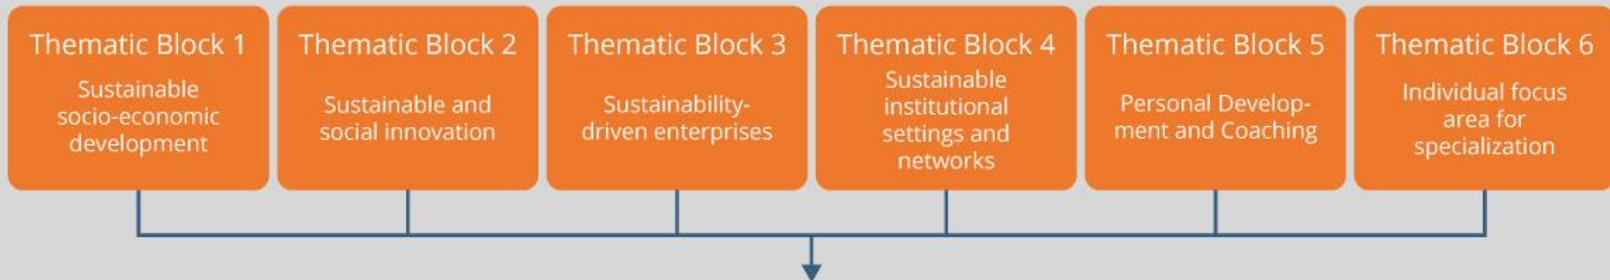 Thematic Block 1
Sustainable
socio-economic
development
Thematic Block 2
Sustainable and
social innovation
Thematic Block 3
Sustainability-
driven enterprises
Thematic Block 4
Sustainable
institutional
settings and
networks
Thematic Block 5
Personal Develop-
ment and Coaching
Thematic Block 6
Individual focus
area for
specialization